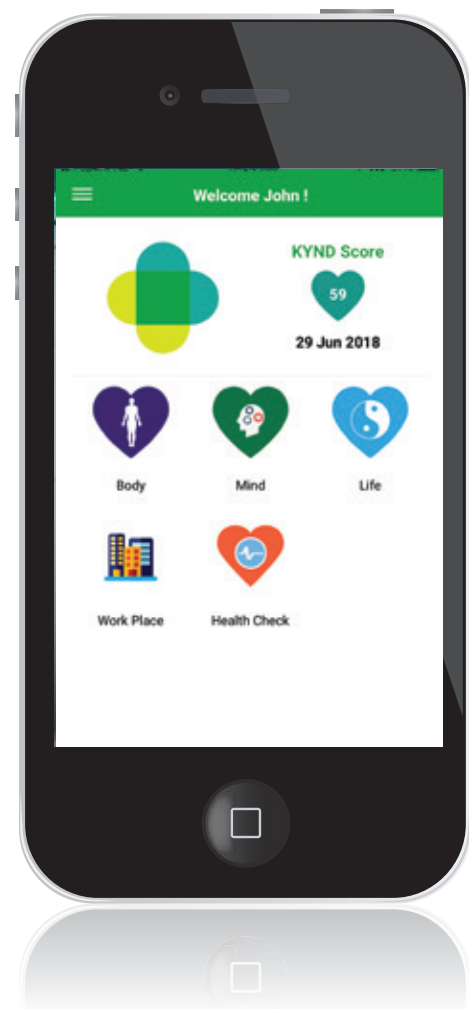 Welcome John !
KYND Score
59
29 Jun 2018
Body
Mind
Life
Work Place
Health Check